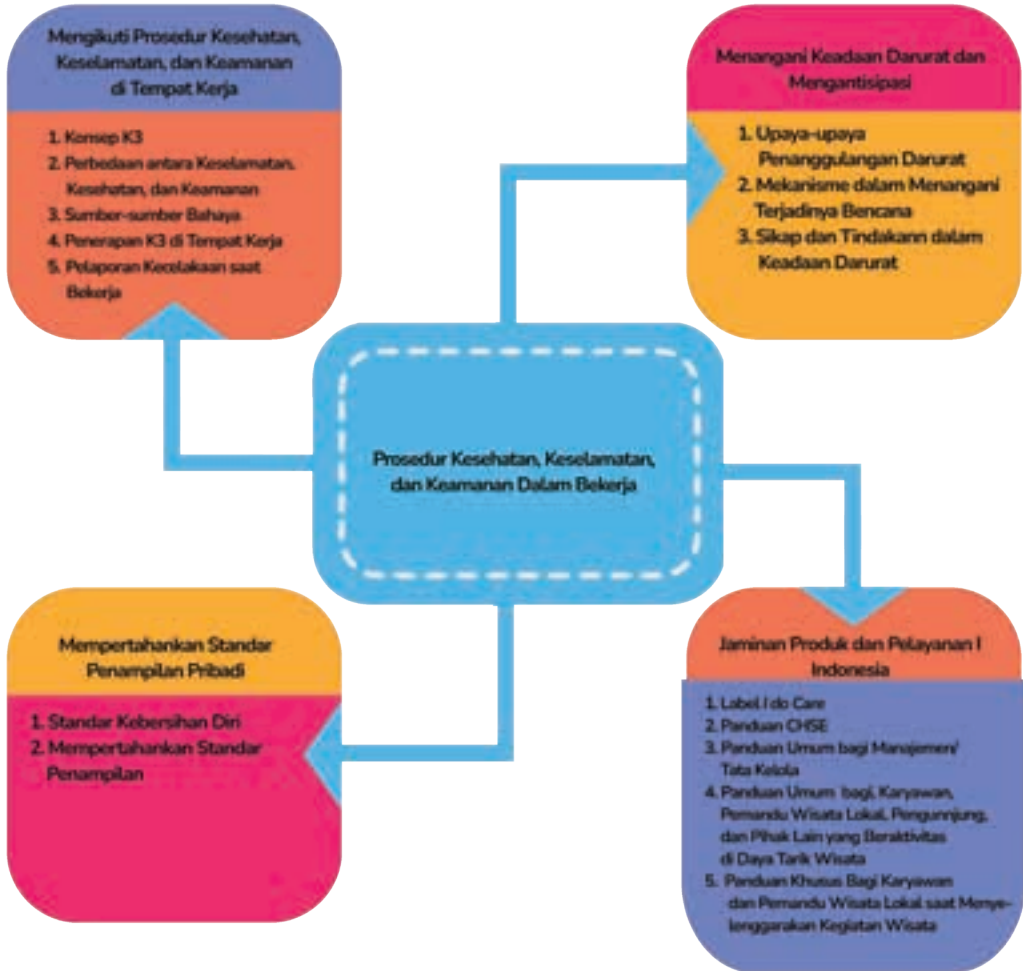 Mengikuti Prosedur Kesehatan,
Keselamatan, dan Keamanan
di Tempat Kerja
1. Konsep K3
2. Perbedaan antara Keselamatan,
Kesehatan, dan Keamanan
3. Sumber-sumber Bahaya
4. Penerapan K3 di Tempat Kerja
5. Pelaporan Kecelakaan saat
Bekerja
Menangani Keadaan Darurat dan
Mengantisipasi
1. Upaya-upaya
Penanggulangan Darurat
2. Mekanisme dalam Menangani
Terjadinya Bencana
3. Sikap dan Tindakann dalam
Keadaan Darurat
Prosedur Kesehatan, Keselamatan,
dan Keamanan Dalam Bekerja
Mempertahankan Standar
Penampilan Pribadi
1. Standar Kebersihan Diri
2. Mempertahankan Standar
Penampilan
Jaminan Produk dan Pelayanan I
Indonesia
1. Label I do Care
2. Panduan CHSE
3. Panduan Umum bagi Manajemen/
Tata Kelola
4. Panduan Umum bagi, Karyawan,
Pemandu Wisata Lokal, Pengunnjung,
dan Pihak Lain yang Beraktivitas
di Daya Tarik Wisata
5. Panduan Khusus Bagi Karyawan
dan Pemandu Wisata Lokal saat Menye-
lenggarakan Kegiatan Wisata